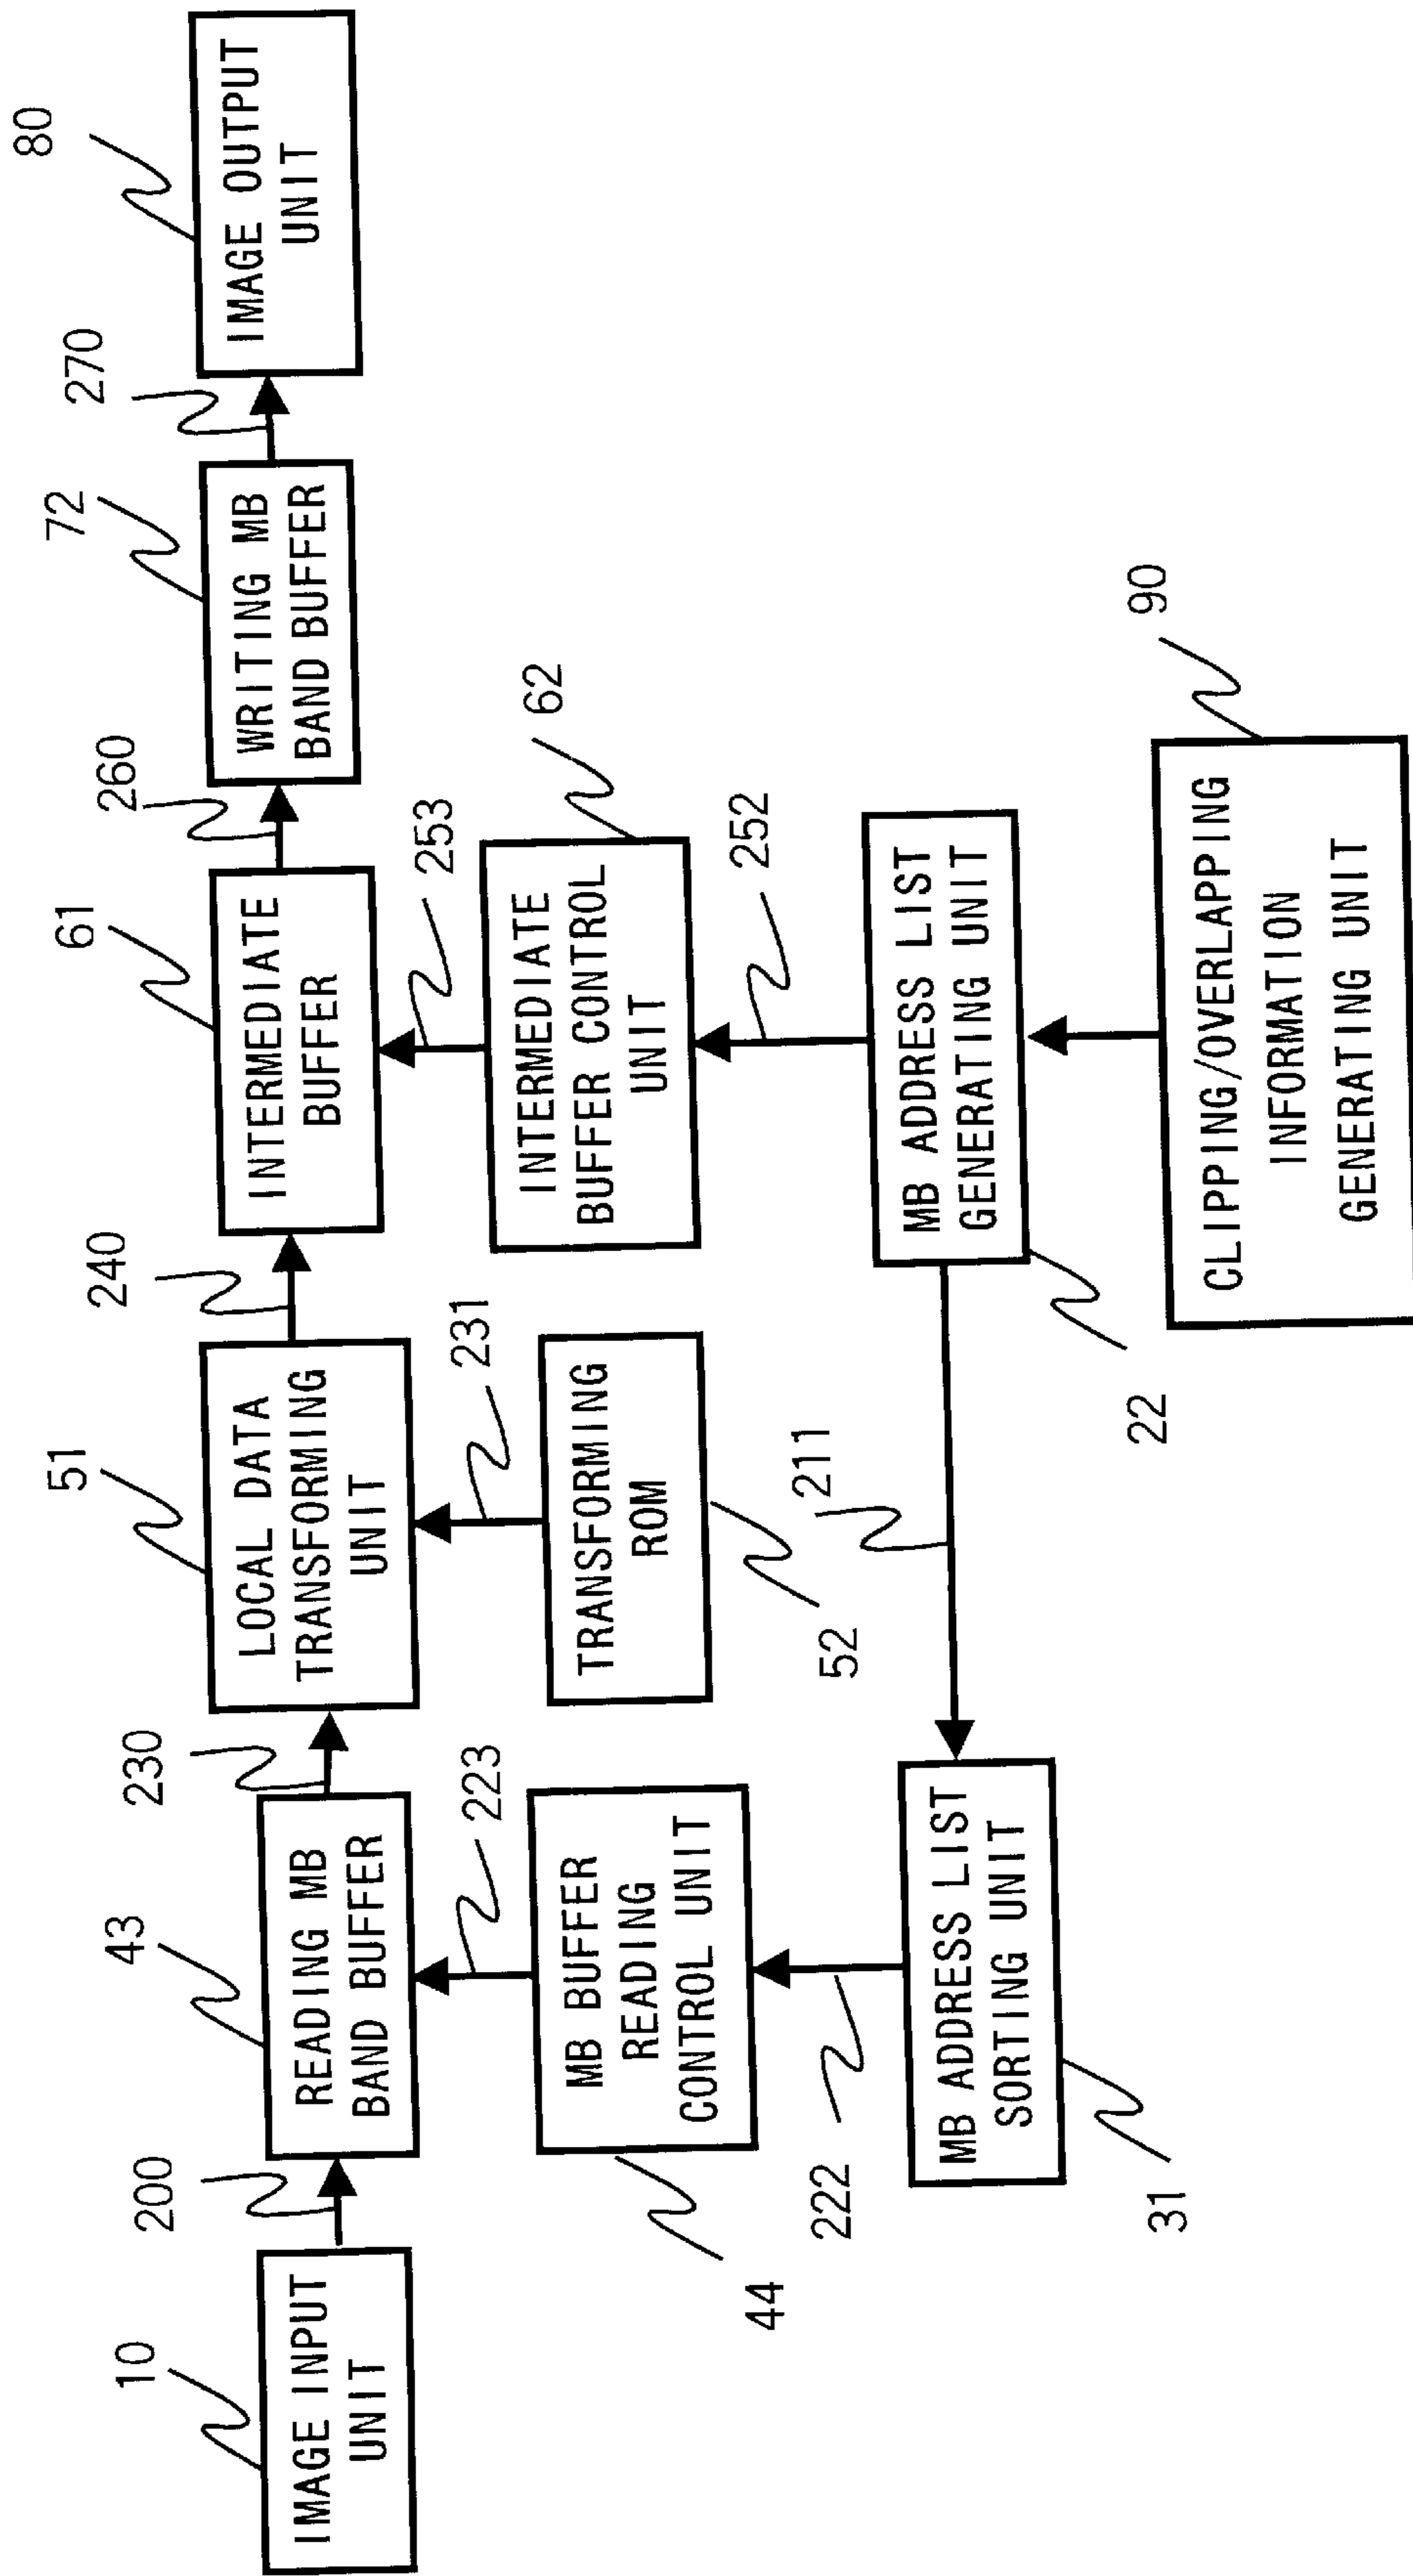 10
IMAGE INPUT
UNIT
200
43
READING MB
BAND BUFFER
230
51
LOCAL DATA
TRANSFORMING
UNIT
240
61
INTERMEDIATE
BUFFER
260
72
WRITING MB
BAND BUFFER
270
80
IMAGE OUTPUT
UNIT
223
231
253
44
MB BUFFER
READING
CONTROL UNIT
TRANSFORMING
ROM
52
INTERMEDIATE
BUFFER CONTROL
UNIT
62
222
211
252
MB ADDRESS LIST
SORTING UNIT
31
MB ADDRESS LIST
GENERATING UNIT
22
CLIPPING/OVERLAPPING
INFORMATION
GENERATING UNIT
90